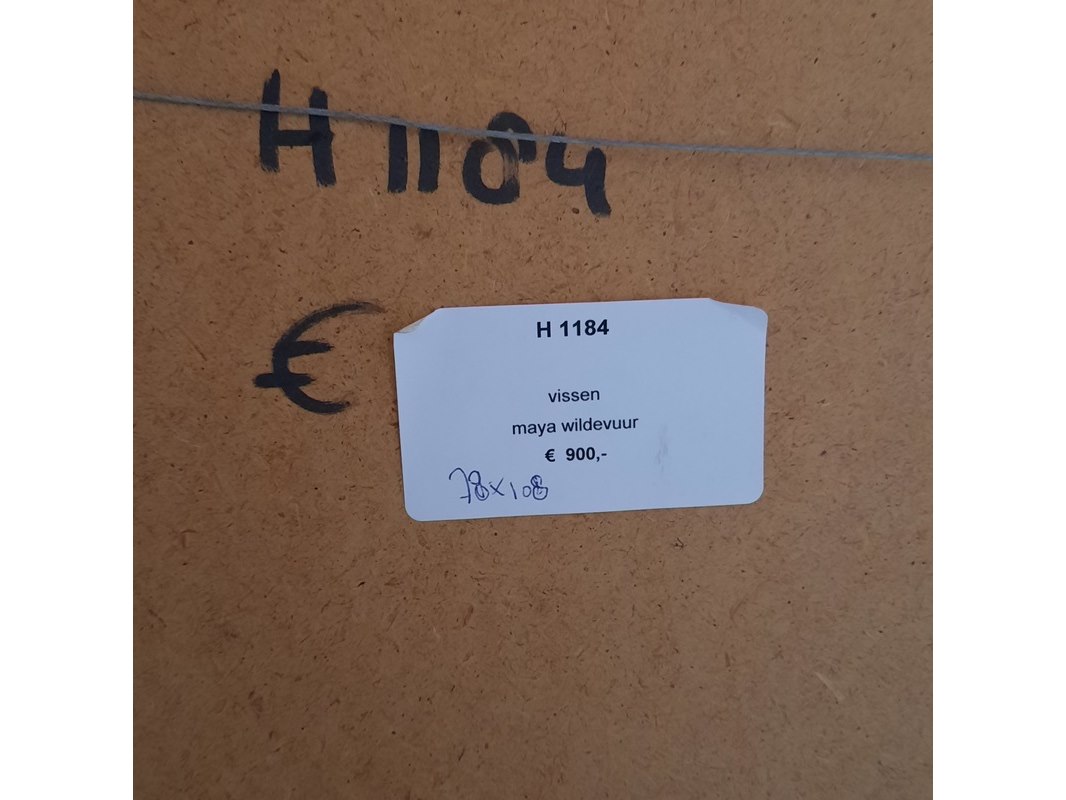 H 1184
€
H 1184
vissen
maya wildevuur
€ 900,-
78x108